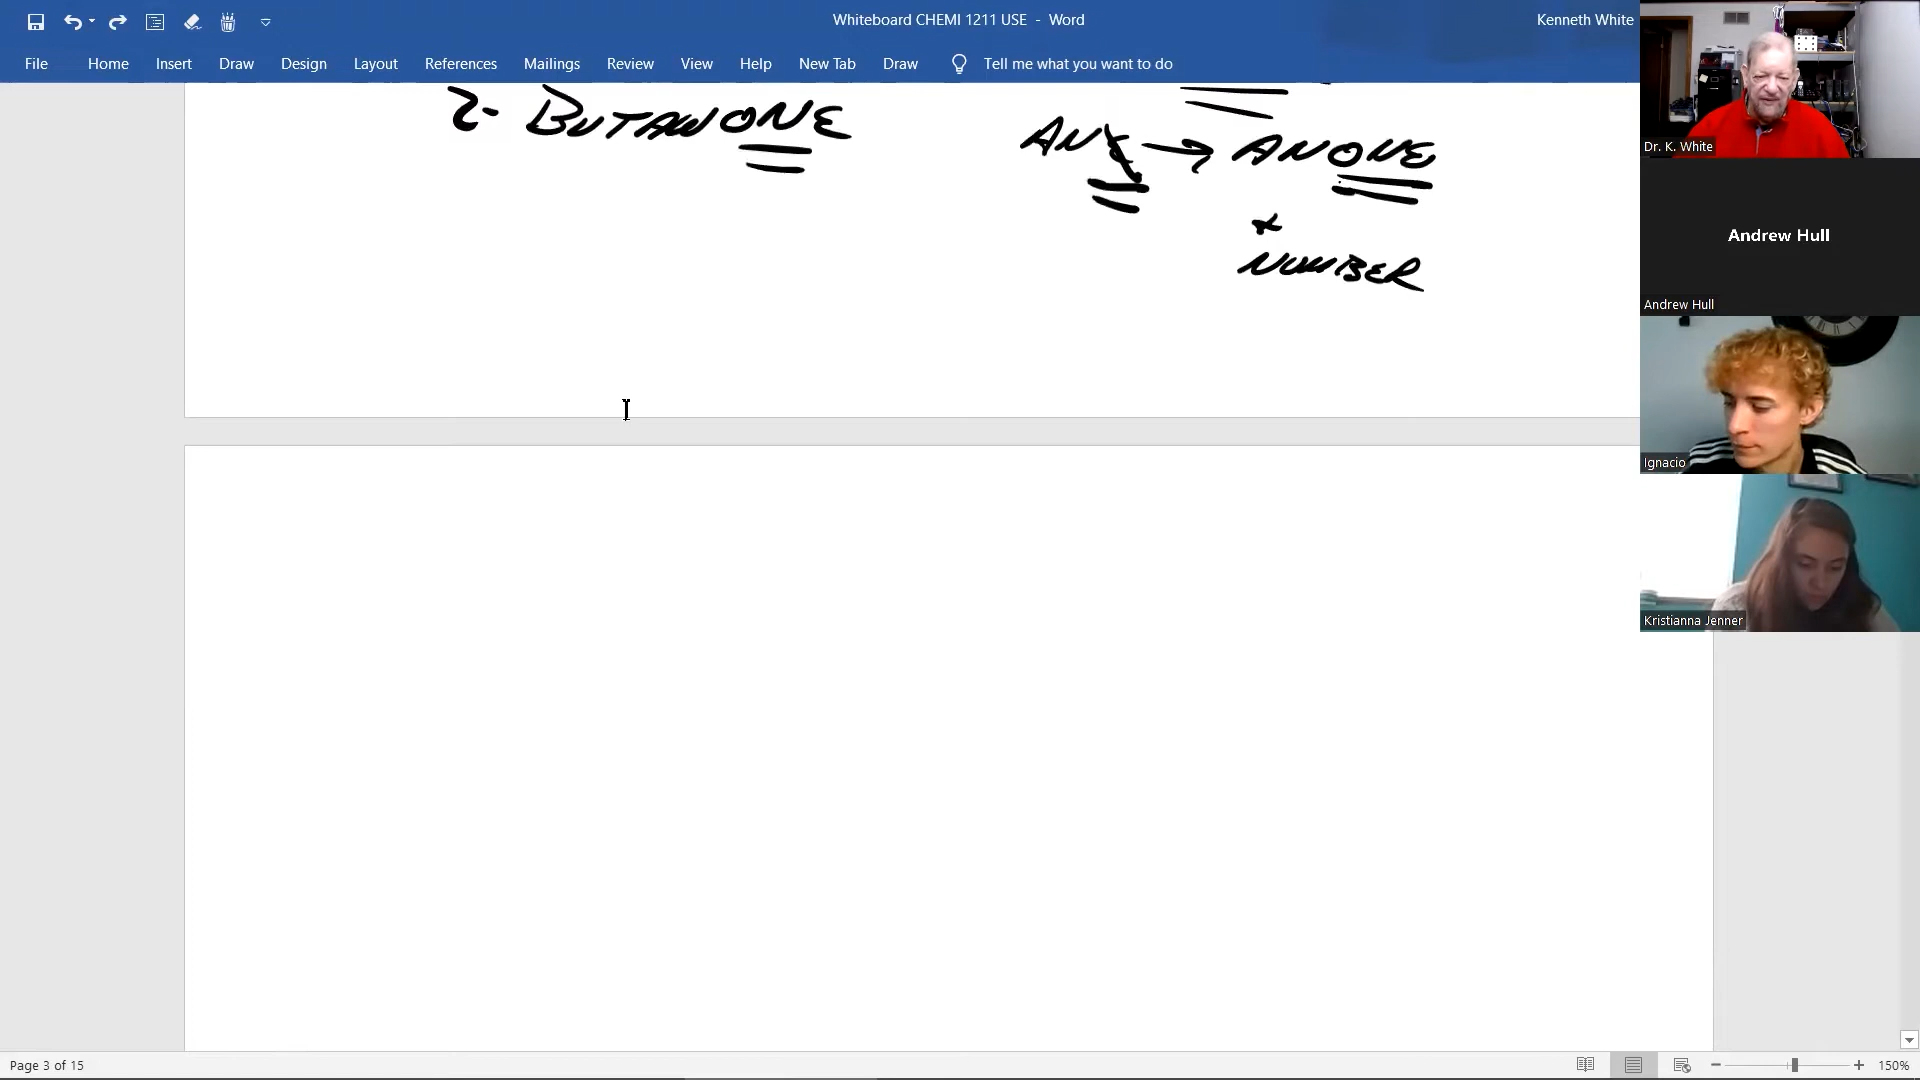 Whiteboard CHEMI 1211 USE - Word
Kenneth White
File Home Insert Draw Design Layout References Mailings Review View Help New Tab Draw Tell me what you want to do
2- BUTANONE
ANE → ANONE
+
NUMBER
Dr. K. White
Andrew Hull
Andrew Hull
Ignacio
Kristianna Jenner
Page 3 of 15
150%